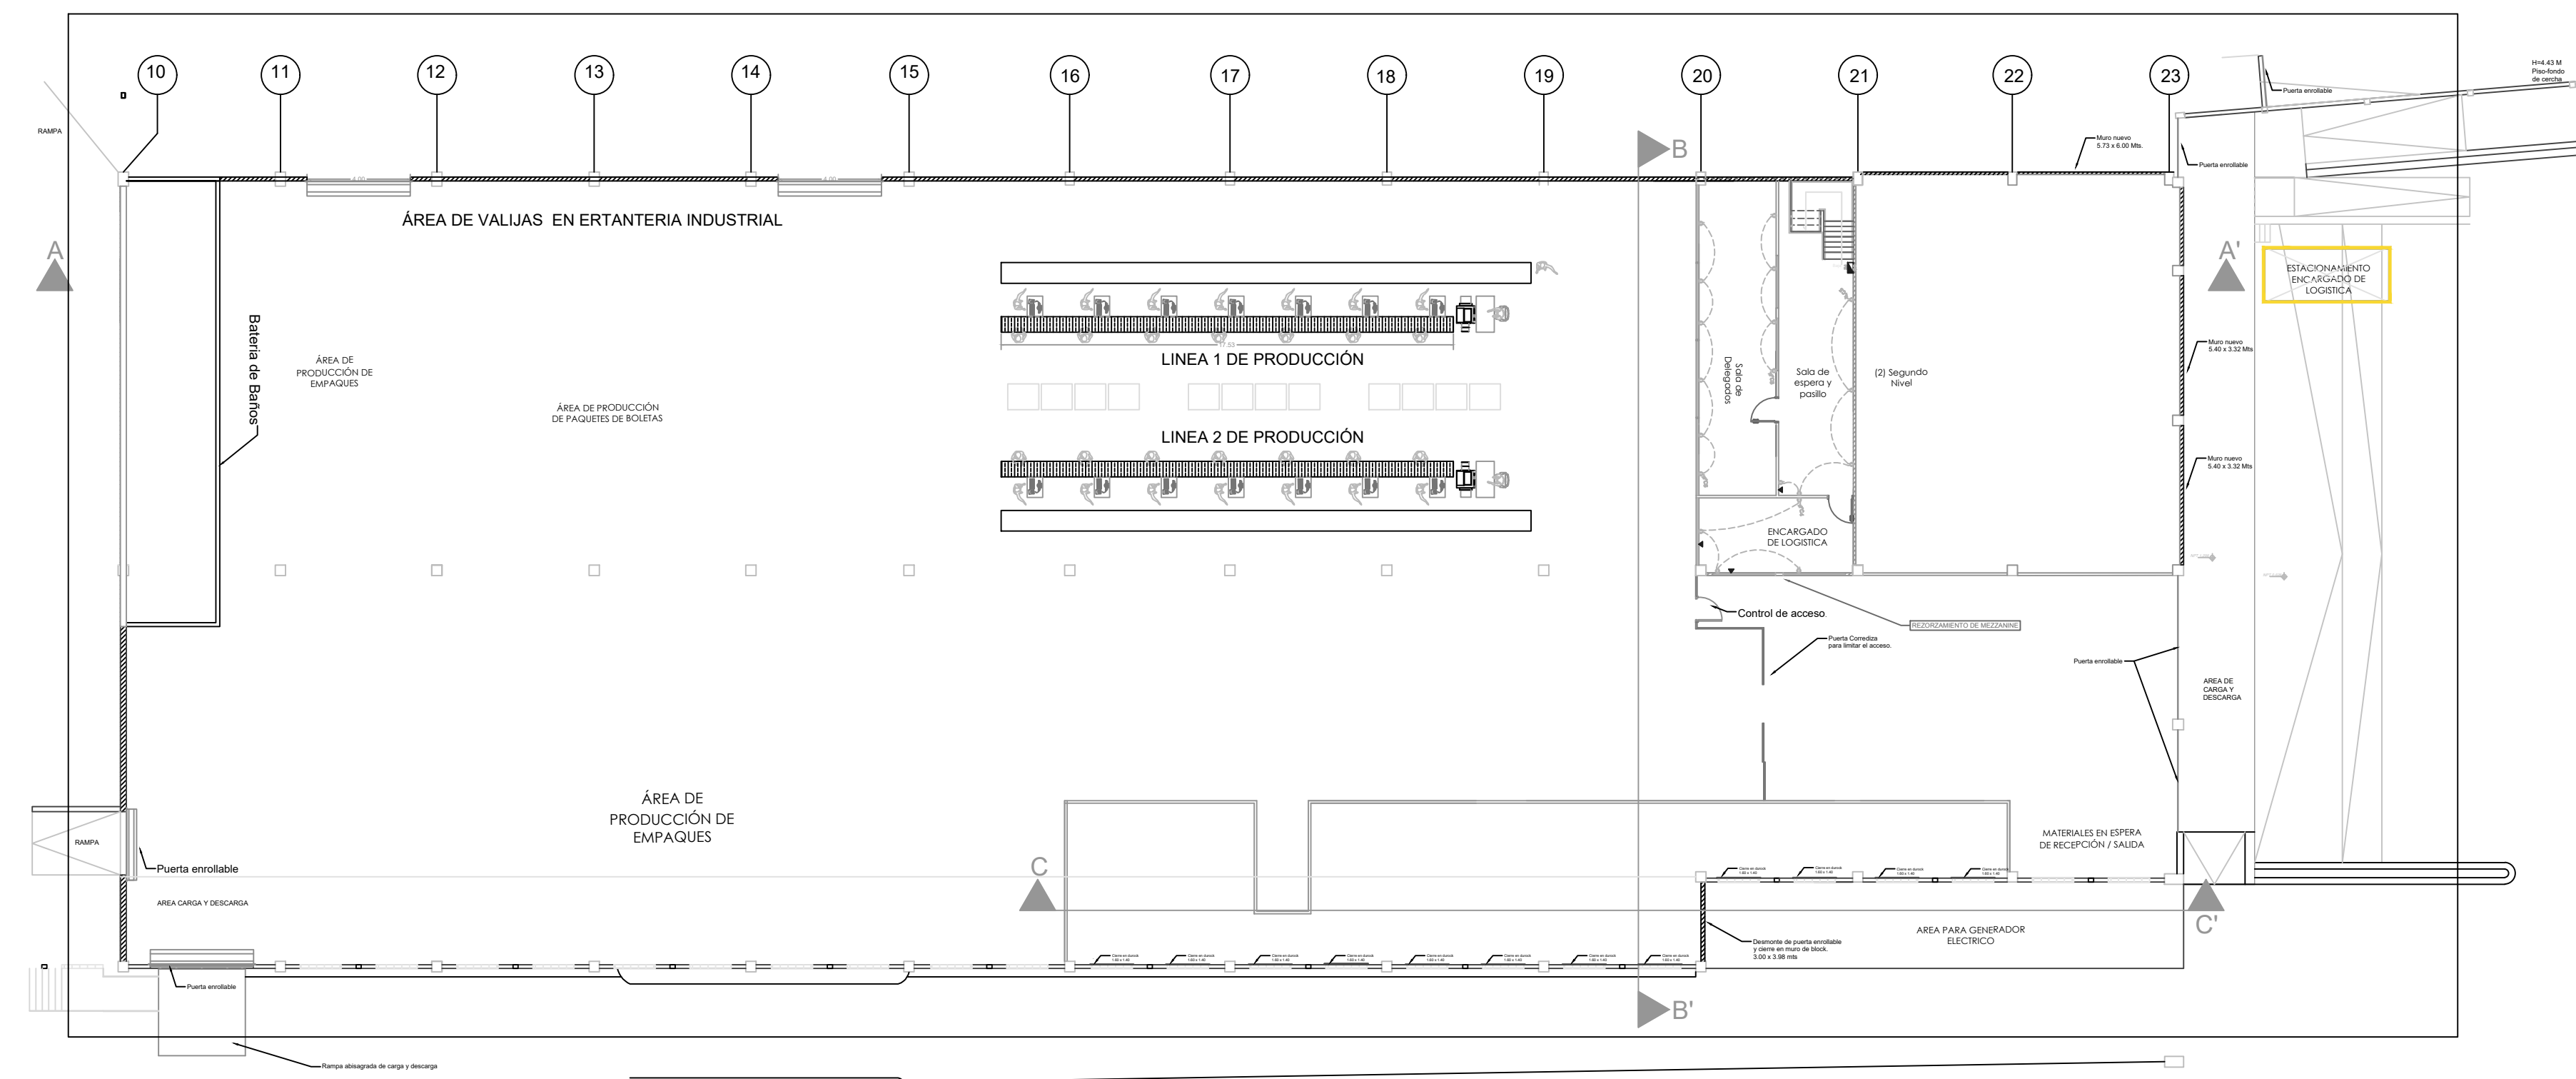 10 11 12 13 14 15 16 17 18 19 20 21 22 23
H=4.43 M
Piso-fondo
de cercha
Puerta enrollable
RAMPA
Muro nuevo
5.73 x 6.00 Mts.
Puerta enrollable
B
4.00
4.00
ÁREA DE VALIJAS EN ERTANTERIA INDUSTRIAL
A
A'
ESTACIONAMIENTO
ENCARGADO DE
LOGISTICA
Bateria de Baños
17.53
LINEA 1 DE PRODUCCIÓN
ÁREA DE
PRODUCCIÓN DE
EMPAQUES
Sala de
Delegados
Sala de
espera y
pasillo
(2) Segundo
Nivel
Muro nuevo
5.40 x 3.32 Mts
ÁREA DE PRODUCCIÓN
DE PAQUETES DE BOLETAS
LINEA 2 DE PRODUCCIÓN
Muro nuevo
5.40 x 3.32 Mts
ENCARGADO
DE LOGISTICA
Control de acceso.
REZORZAMIENTO DE MEZZANINE
Puerta Corrediza
para limitar el acceso.
Puerta enrollable
AREA DE
CARGA Y
DESCARGA
ÁREA DE
PRODUCCIÓN DE
EMPAQUES
RAMPA
Puerta enrollable
MATERIALES EN ESPERA
DE RECEPCIÓN / SALIDA
C
AREA CARGA Y DESCARGA
C'
AREA PARA GENERADOR
ELECTRICO
Desmonte de puerta enrollable
y cierre en muro de block.
3.00 x 3.98 mts
Puerta enrollable
B'
Rampa abisagrada de carga y descarga